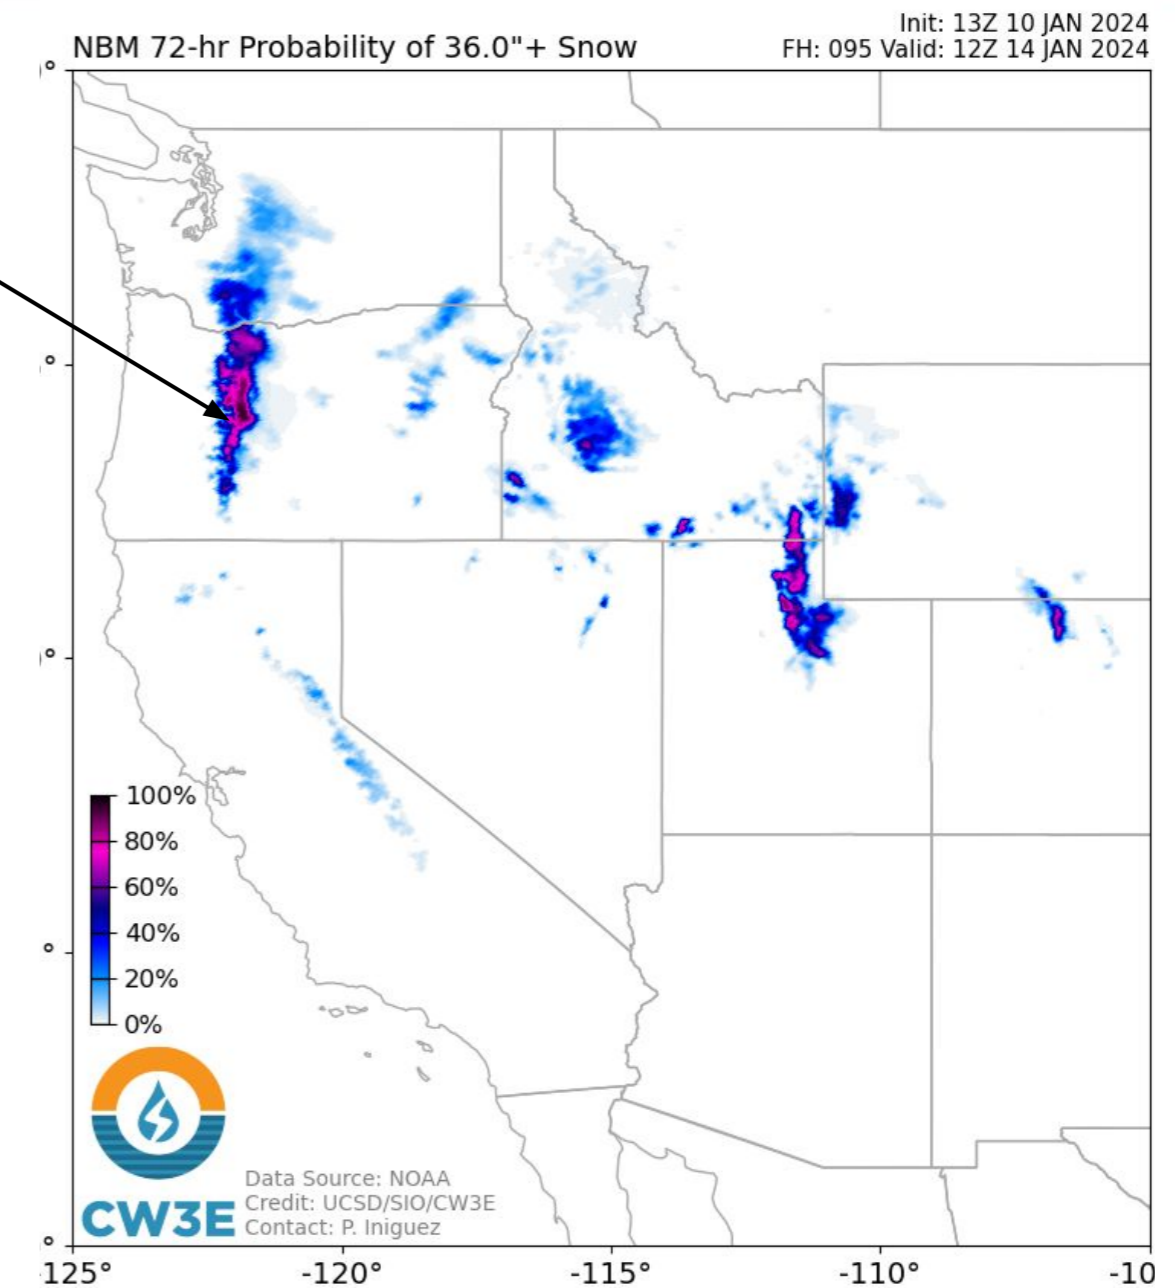 Init: 13Z 10 JAN 2024
NBM 72-hr Probability of 36.0"+ Snow
FH: 095 Valid: 12Z 14 JAN 2024
°
°
°
°
°
100%
80%
60%
40%
20%
0%
CW3E
Data Source: NOAA
Credit: UCSD/SIO/CW3E
Contact: P. Iniguez
-125° -120° -115° -110° -10